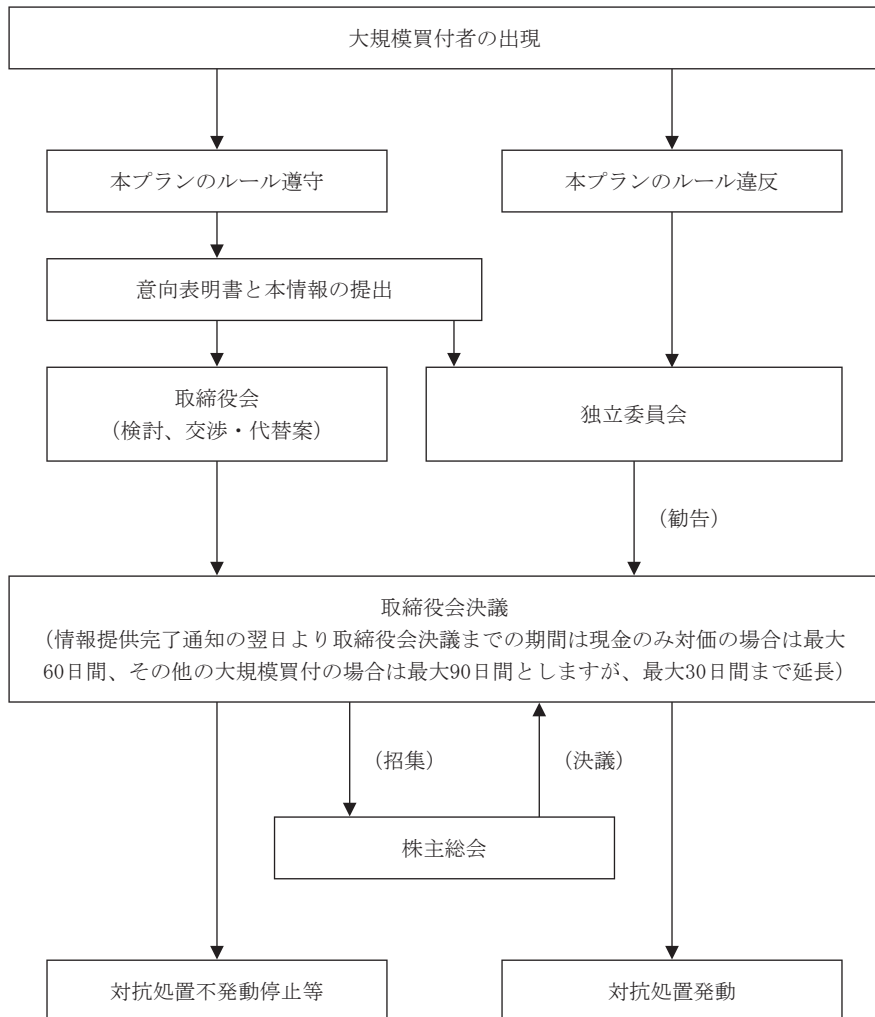 大規模買付者の出現
本プランのルール遵守
本プランのルール違反
意向表明書と本情報の提出
取締役会
（検討、交渉・代替案）
独立委員会
（勧告）
取締役会決議
（情報提供完了通知の翌日より取締役会決議までの期間は現金のみ対価の場合は最大
60日間、その他の大規模買付の場合は最大90日間としますが、最大30日間まで延長）
（招集）
（決議）
株主総会
対抗処置不発動停止等
対抗処置発動